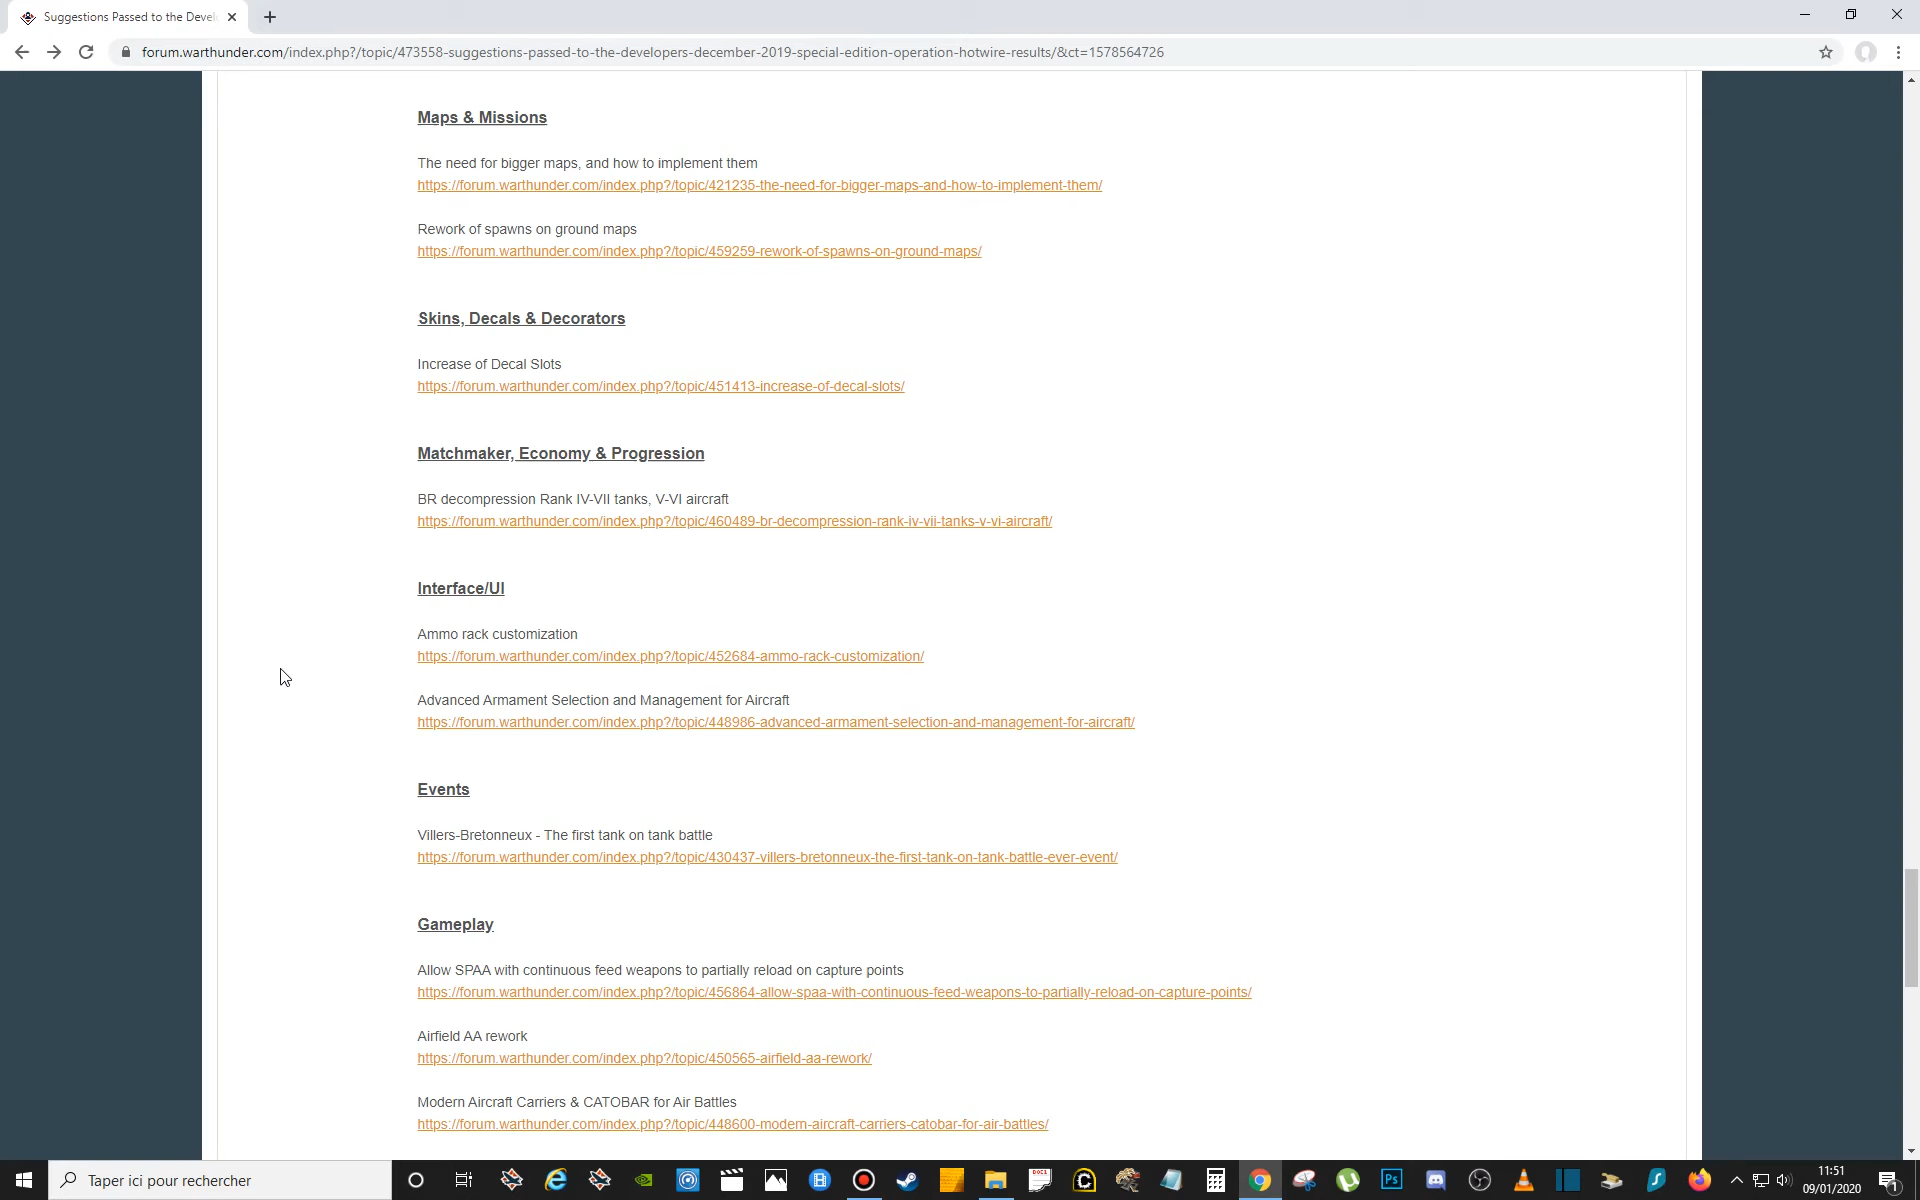 Suggestions Passed to the Devel
forum.warthunder.com/index.php?/topic/473558-suggestions-passed-to-the-developers-december-2019-special-edition-operation-hotwire-results/&ct=1578564726
Maps & Missions
The need for bigger maps, and how to implement them
https://forum.warthunder.com/index.php?/topic/421235-the-need-for-bigger-maps-and-how-to-implement-them/
Rework of spawns on ground maps
https://forum.warthunder.com/index.php?/topic/459259-rework-of-spawns-on-ground-maps/
Skins, Decals & Decorators
Increase of Decal Slots
https://forum.warthunder.com/index.php?/topic/451413-increase-of-decal-slots/
Matchmaker, Economy & Progression
BR decompression Rank IV-VII tanks, V-VI aircraft
https://forum.warthunder.com/index.php?/topic/460489-br-decompression-rank-iv-vii-tanks-v-vi-aircraft/
Interface/UI
Ammo rack customization
https://forum.warthunder.com/index.php?/topic/452684-ammo-rack-customization/
Advanced Armament Selection and Management for Aircraft
https://forum.warthunder.com/index.php?/topic/448986-advanced-armament-selection-and-management-for-aircraft/
Events
Villers-Bretonneux - The first tank on tank battle
https://forum.warthunder.com/index.php?/topic/430437-villers-bretonneux-the-first-tank-on-tank-battle-ever-event/
Gameplay
Allow SPAA with continuous feed weapons to partially reload on capture points
https://forum.warthunder.com/index.php?/topic/456864-allow-spaa-with-continuous-feed-weapons-to-partially-reload-on-capture-points/
Airfield AA rework
https://forum.warthunder.com/index.php?/topic/450565-airfield-aa-rework/
Modern Aircraft Carriers & CATOBAR for Air Battles
https://forum.warthunder.com/index.php?/topic/448600-modern-aircraft-carriers-catobar-for-air-battles/
Taper ici pour rechercher
DOC1
Ps
11:51
09/01/2020
1